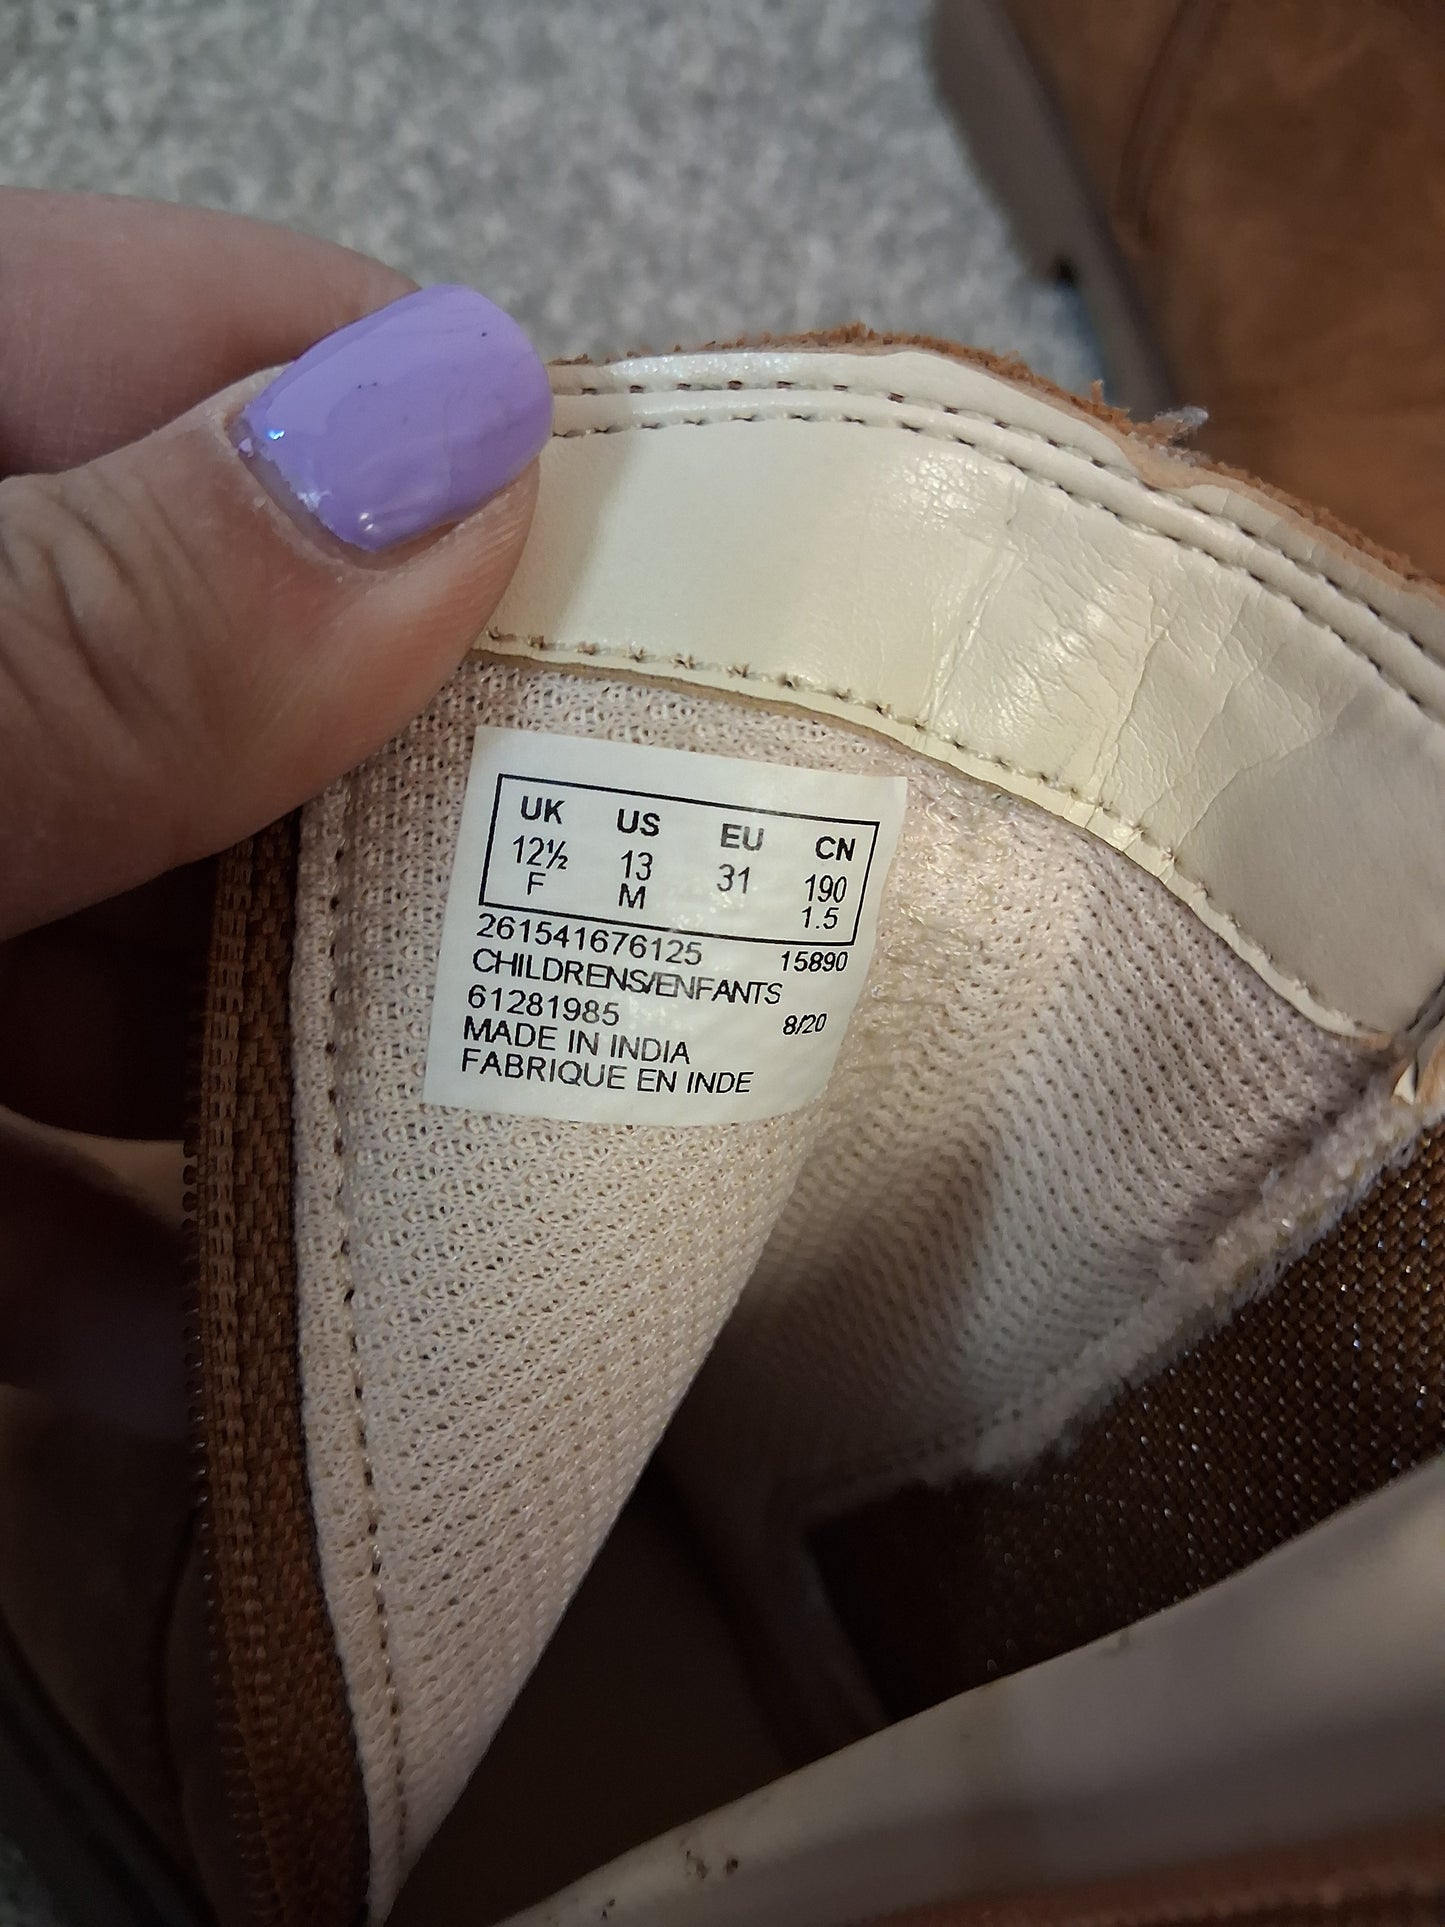 UK US EU CN
12½ 13 31 190
F M 1.5
261541676125 15890
CHILDRENS/ENFANTS
61281985 8/20
MADE IN INDIA
FABRIQUE EN INDE